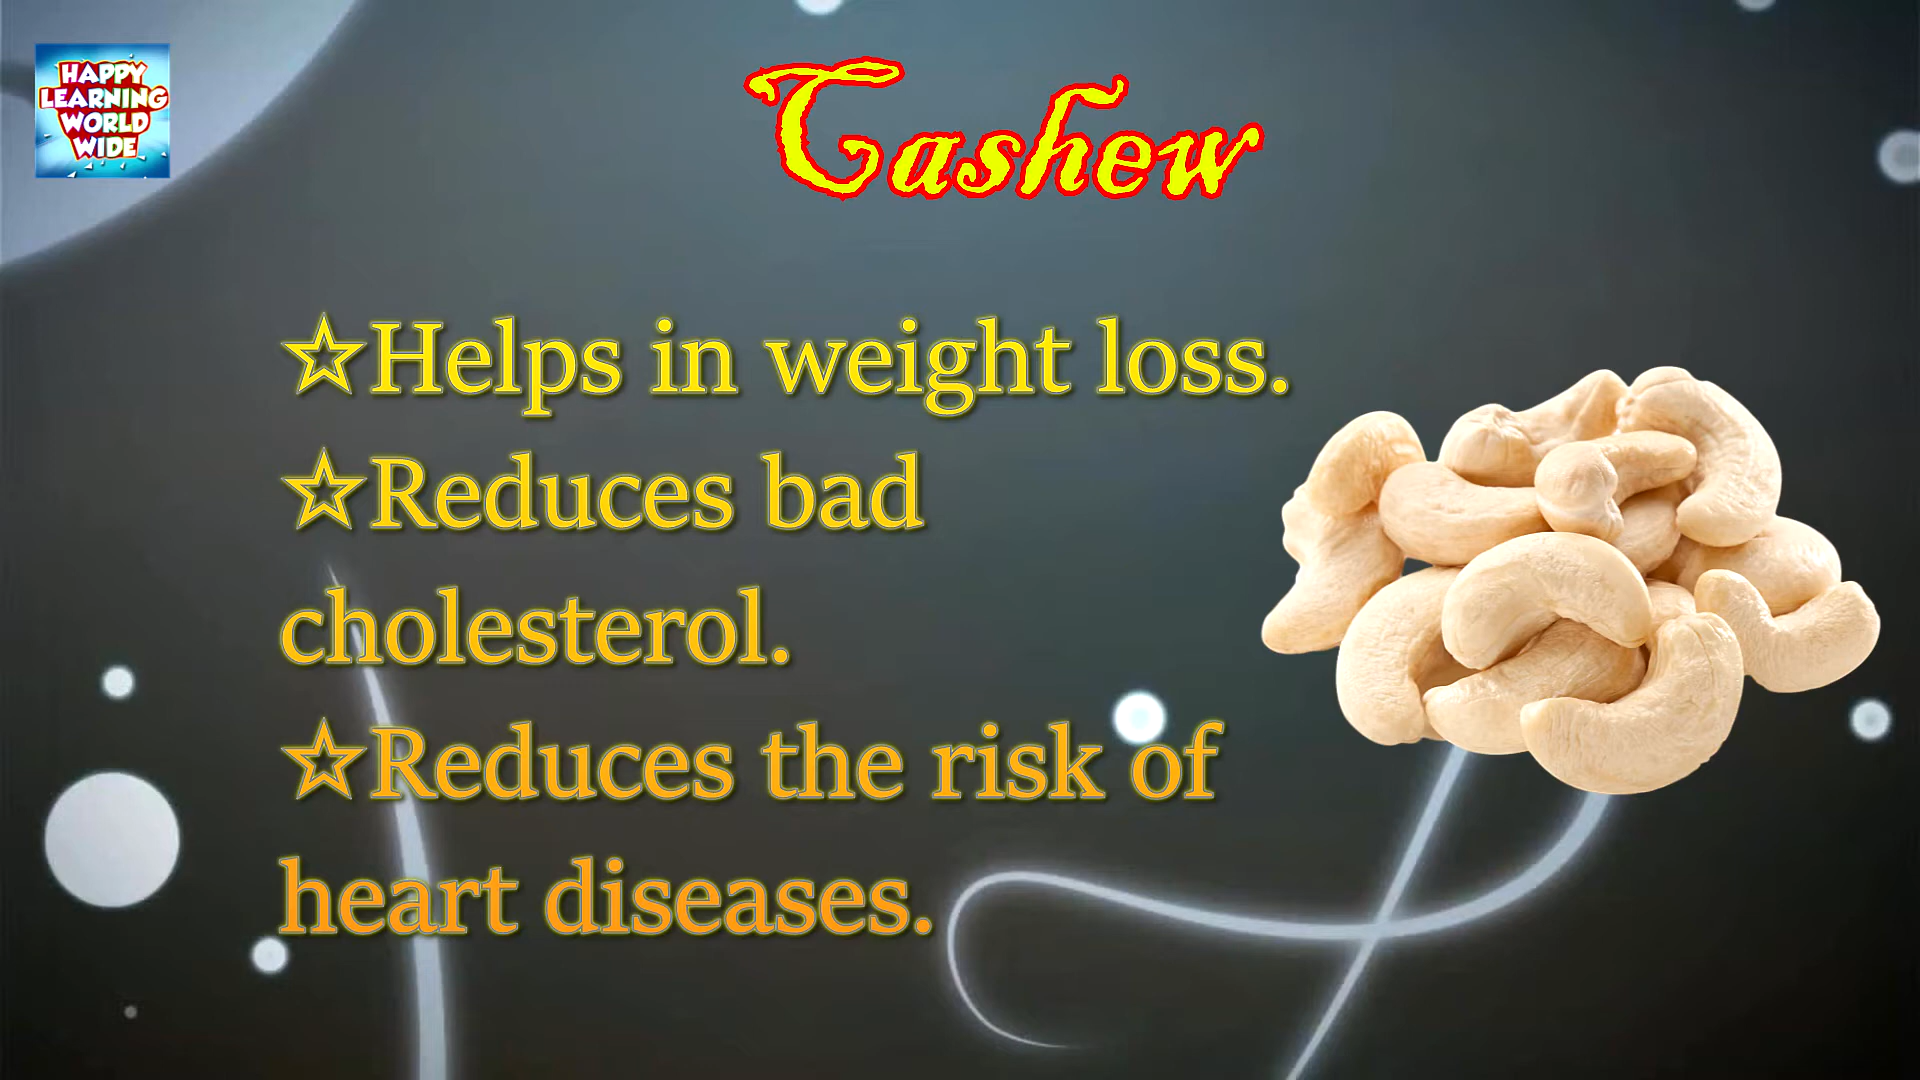 HAPPY
LEARNING
WORLD
WIDE
Cashew
☆Helps in weight loss.
☆Reduces bad
cholesterol.
☆Reduces the risk of
heart diseases.